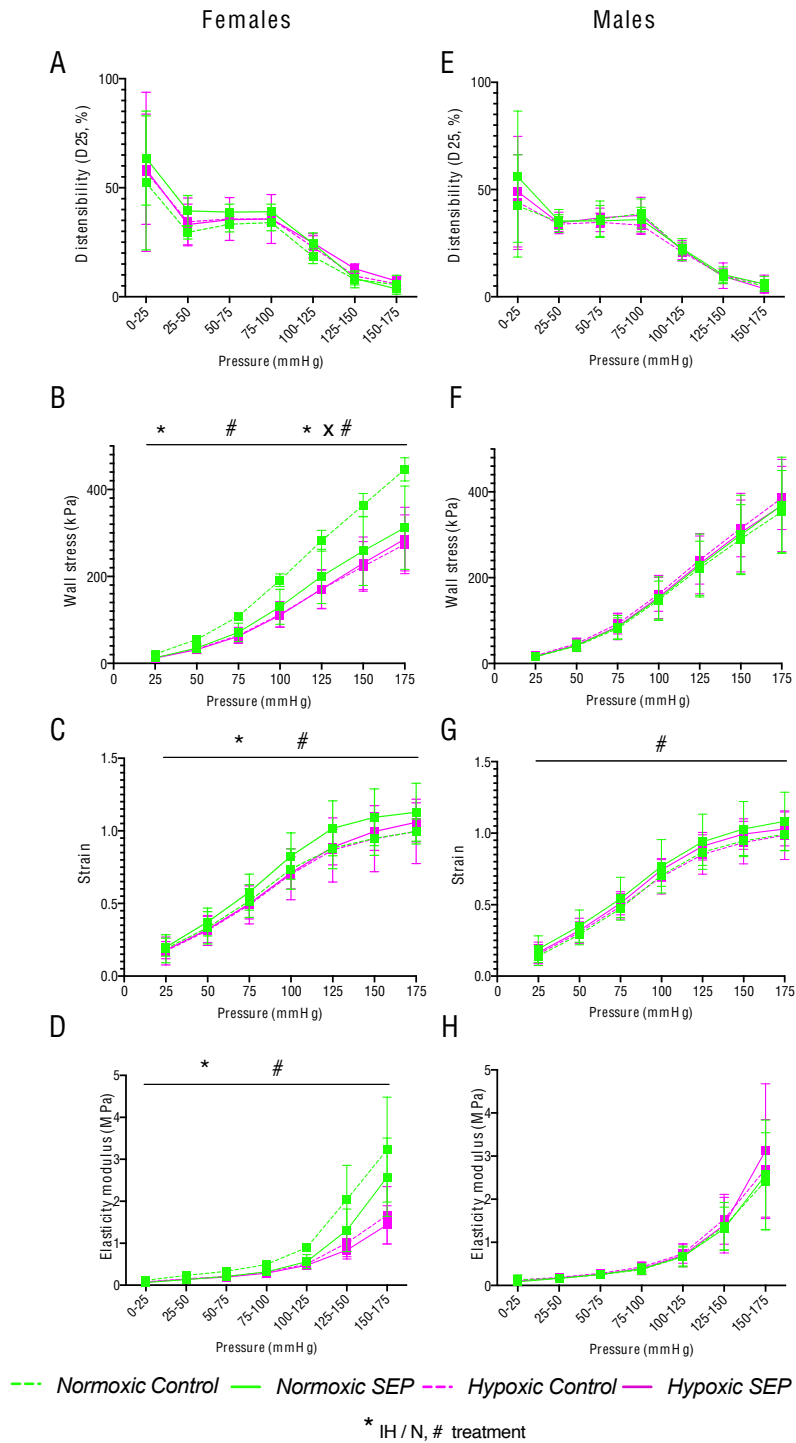 Females
Males
A
Distensibility (D25, %)
100
50
0
0-25
25-50
50-75
75-100
100-125
125-150
150-175
Pressure (mmHg)
E
Distensibility (D25, %)
100
50
0
0-25
25-50
50-75
75-100
100-125
125-150
150-175
Pressure (mmHg)
B
* # * x #
Wall stress (kPa)
400
200
0
0 25 50 75 100 125 150 175
Pressure (mmHg)
F
Wall stress (kPa)
400
200
0
0 25 50 75 100 125 150 175
Pressure (mmHg)
C
* #
Strain
1.5
1.0
0.5
0.0
0 25 50 75 100 125 150 175
Pressure (mmHg)
G
#
Strain
1.5
1.0
0.5
0.0
0 25 50 75 100 125 150 175
Pressure (mmHg)
D
* #
Elasticity modulus (MPa)
5
4
3
2
1
0
0-25
25-50
50-75
75-100
100-125
125-150
150-175
Pressure (mmHg)
H
Elasticity modulus (MPa)
5
4
3
2
1
0
0-25
25-50
50-75
75-100
100-125
125-150
150-175
Pressure (mmHg)
Normoxic Control Normoxic SEP Hypoxic Control Hypoxic SEP
* IH / N, # treatment